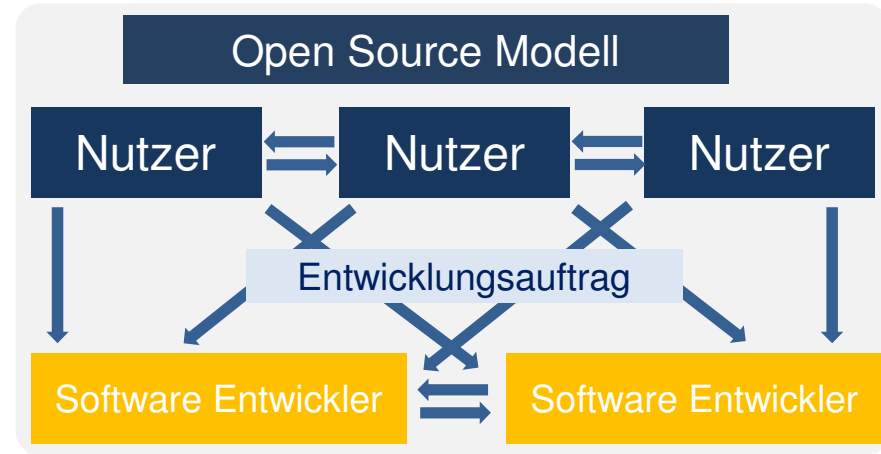 Open Source Modell
Nutzer
Nutzer
Nutzer
Entwicklungsauftrag
Software Entwickler
Software Entwickler